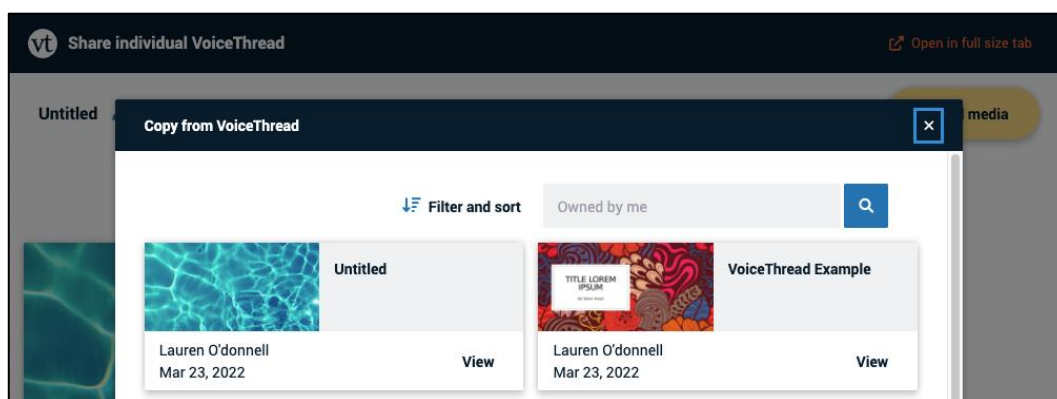 vt Share individual VoiceThread
Open in full size tab
Untitled
media
Copy from VoiceThread
Filter and sort
Owned by me
Untitled
TITLE LOREM
IPSUM
VoiceThread Example
Lauren O'donnell
Mar 23, 2022
View
Lauren O'donnell
Mar 23, 2022
View